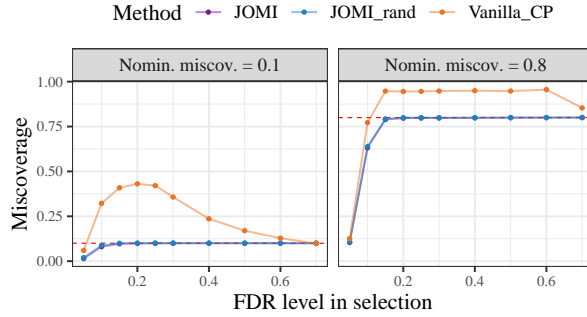 Method JOMI JOMI_rand Vanilla_CP
Nomin. miscov. = 0.1 Nomin. miscov. = 0.8
1.00
0.75
0.50
0.25
0.00
Miscoverage
0.2 0.4 0.6 0.2 0.4 0.6
FDR level in selection